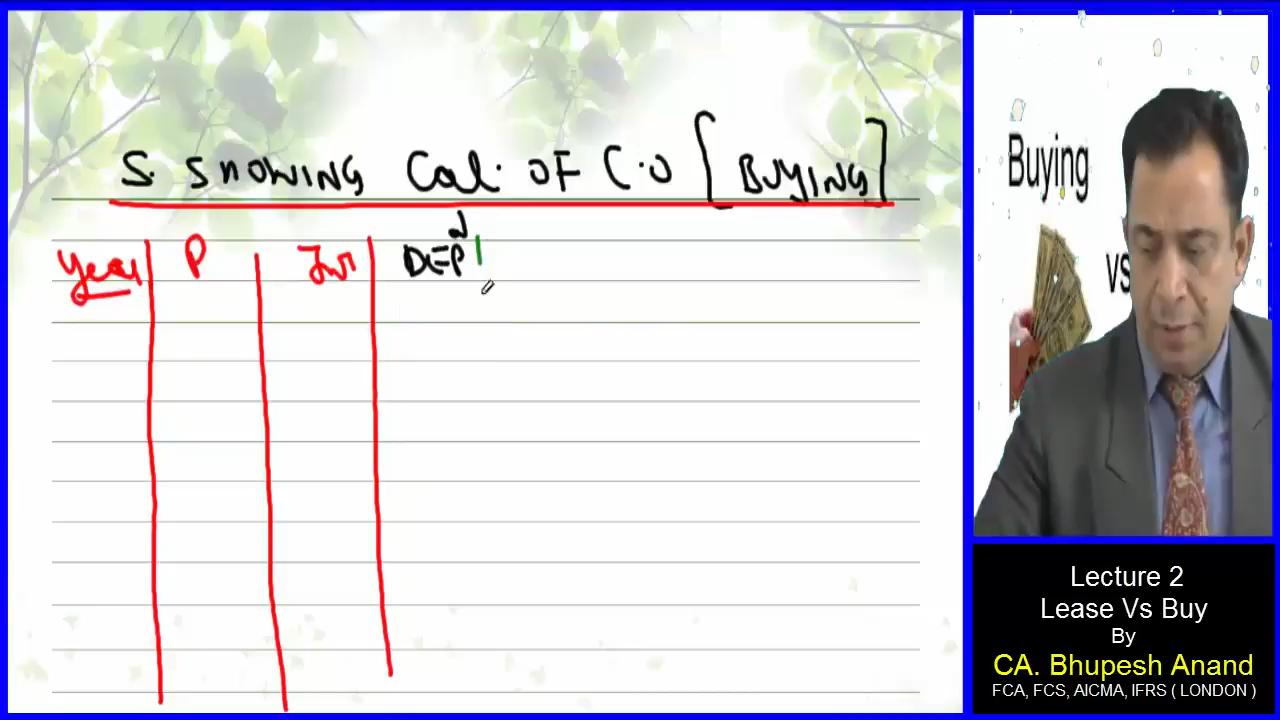 S. SHOWING Cal. OF C.O [BUYING]
Year P Int DEPN
Buying
vs
Lecture 2
Lease Vs Buy
By
CA. Bhupesh Anand
FCA, FCS, AICMA, IFRS ( LONDON )